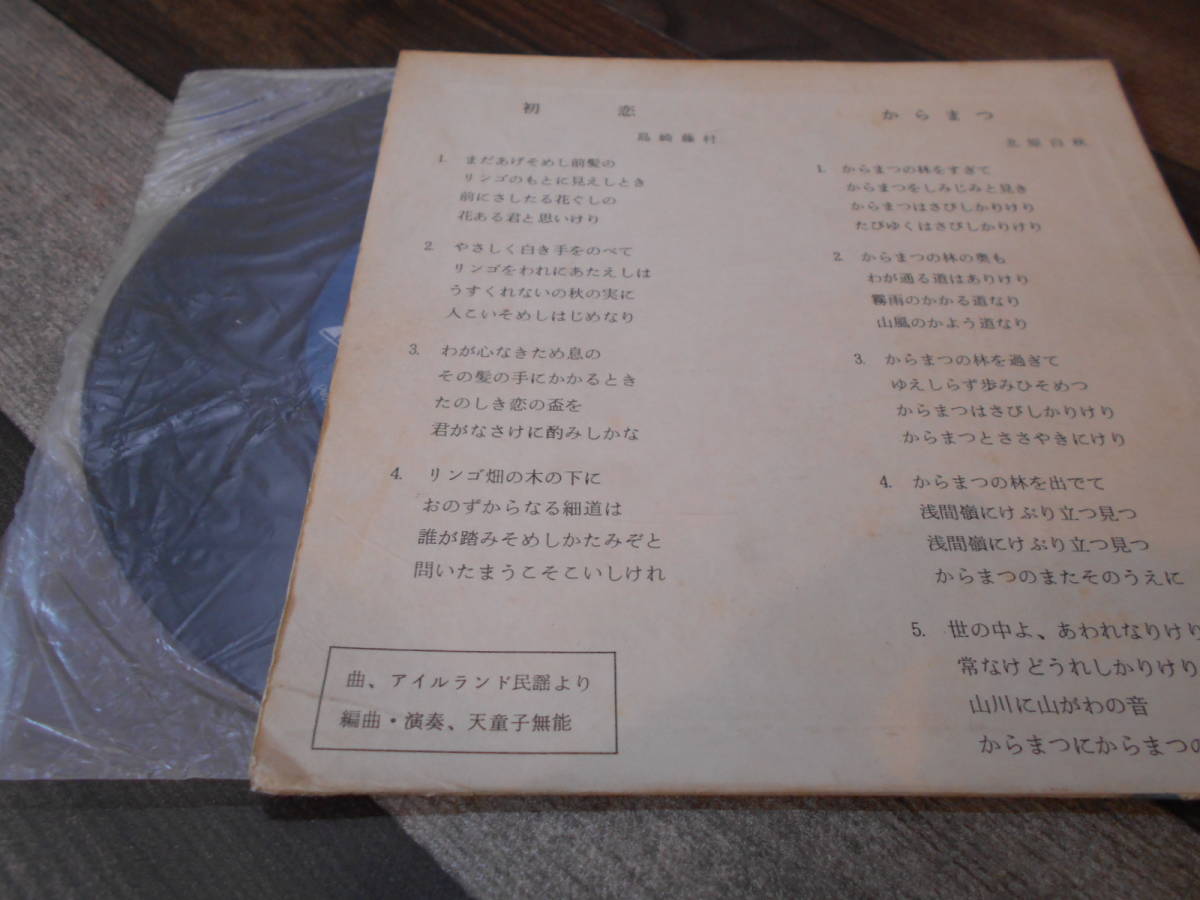 初恋
島崎藤村
1. まだあげそめし前髪の
リンゴのもとに見えしとき
前にさしたる花ぐしの
花ある君と思いけり
2. やさしく白き手をのべて
リンゴをわれにあたえしは
うすくれないの秋の実に
人こいそめしはじめなり
3. わが心なきため息の
その髪の手にかかるとき
たのしき恋の盃を
君がなさけに酌みしかな
4. リンゴ畑の木の下に
おのずからなる細道は
誰が踏みそめしかたみぞと
問いたまうこそこいしけれ
曲、アイルランド民謡より
編曲・演奏、天童子無能
からまつ
北原白秋
1. からまつの林をすぎて
からまつをしみじみと見き
からまつはさびしかりけり
たびゆくはさびしかりけり
2. からまつの林の奥も
わが通る道はありけり
霧雨のかかる道なり
山風のかよう道なり
3. からまつの林を過ぎて
ゆえしらず歩みひそめつ
からまつはさびしかりけり
からまつとささやきにけり
4. からまつの林を出でて
浅間嶺にけぶり立つ見つ
浅間嶺にけぶり立つ見つ
からまつのまたそのうえに
5. 世の中よ、あわれなりけり
常なけどうれしかりけり
山川に山がわの音
からまつにからまつの